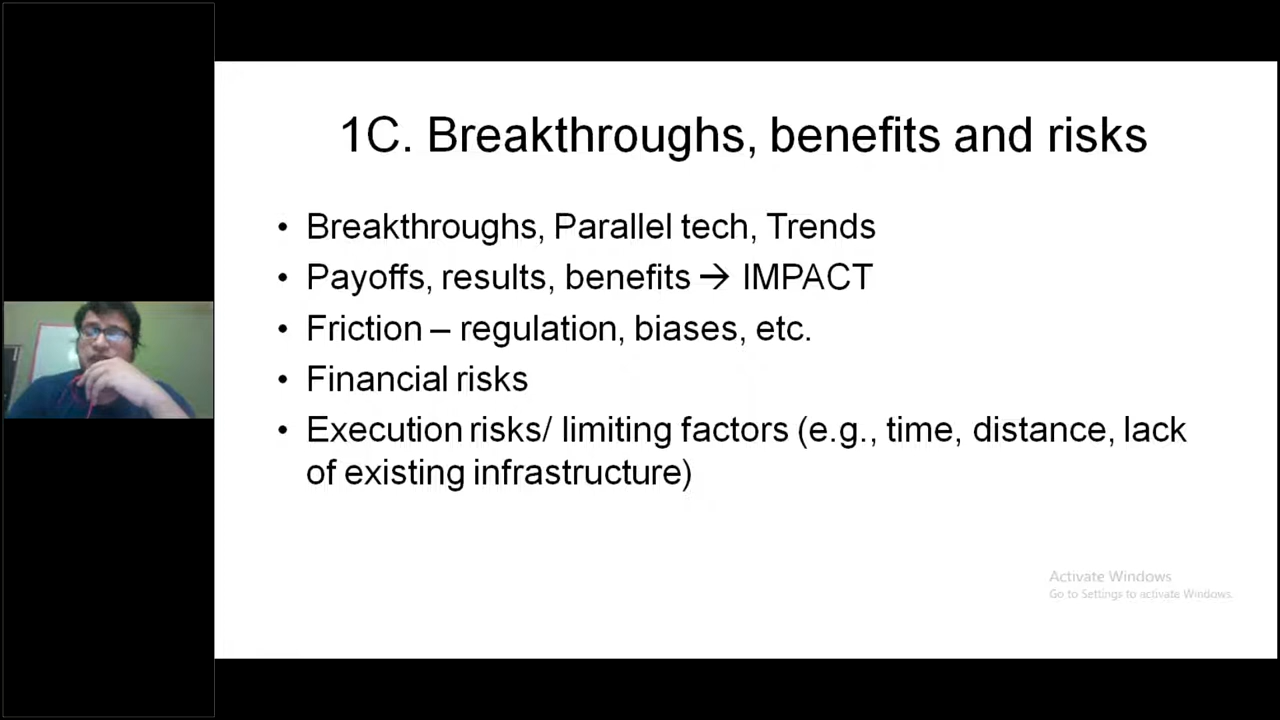 1C. Breakthroughs, benefits and risks
• Breakthroughs, Parallel tech, Trends
• Payoffs, results, benefits → IMPACT
• Friction – regulation, biases, etc.
• Financial risks
• Execution risks/ limiting factors (e.g., time, distance, lack
of existing infrastructure)
Activate Windows
Go to Settings to activate Windows.